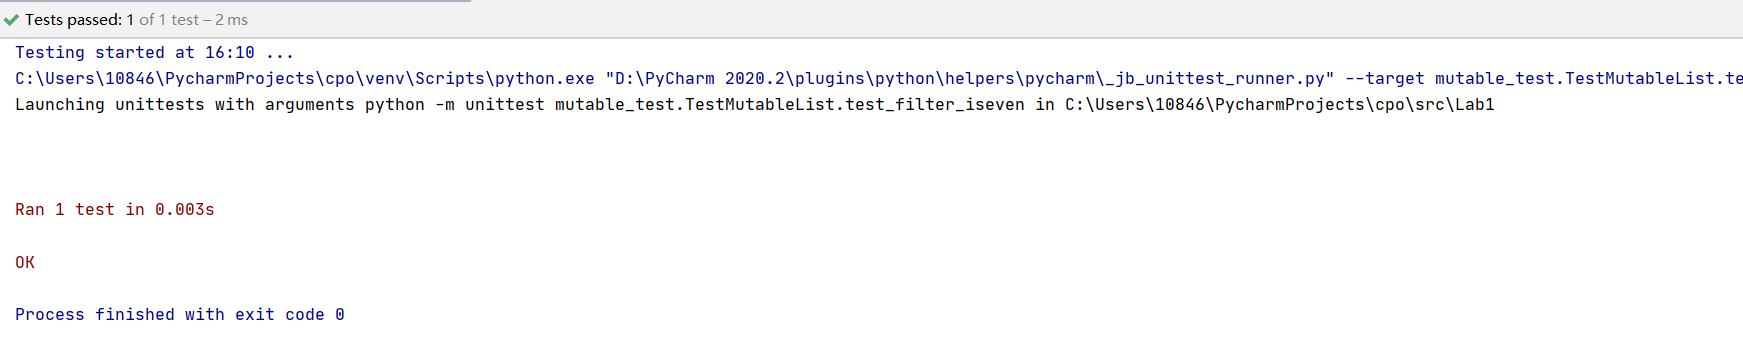 Tests passed: 1 of 1 test – 2 ms
Testing started at 16:10 ...
C:\Users\10846\PycharmProjects\cpo\venv\Scripts\python.exe "D:\PyCharm 2020.2\plugins\python\helpers\pycharm\_jb_unittest_runner.py" --target mutable_test.TestMutableList.te
Launching unittests with arguments python -m unittest mutable_test.TestMutableList.test_filter_iseven in C:\Users\10846\PycharmProjects\cpo\src\Lab1
Ran 1 test in 0.003s
OK
Process finished with exit code 0